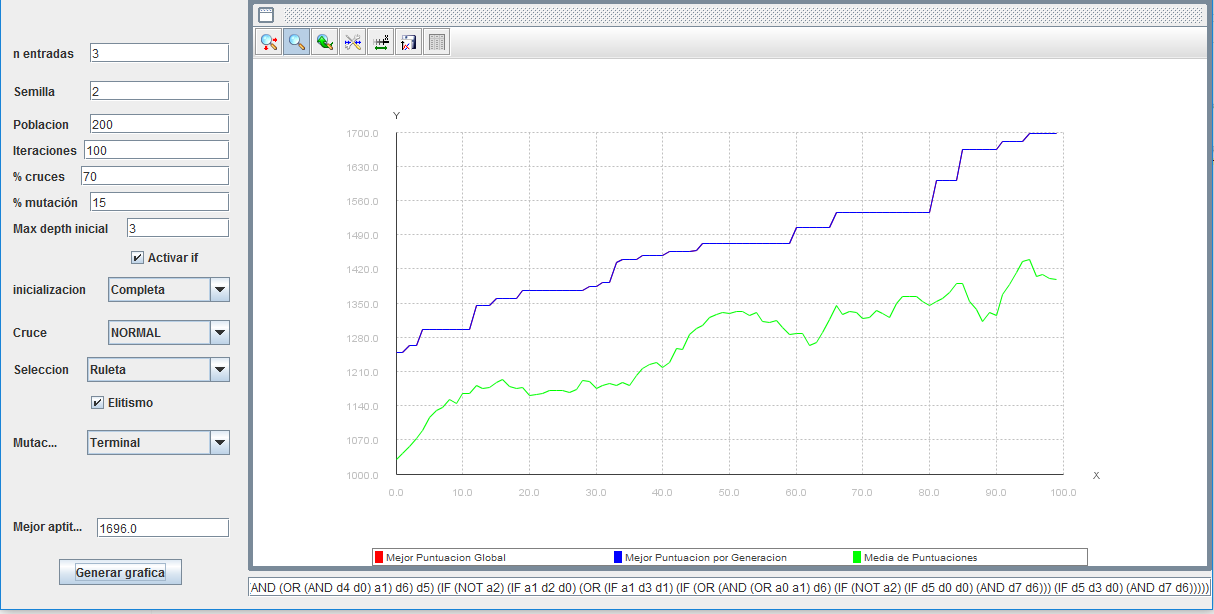 n entradas 3
Semilla 2
Poblacion 200
Iteraciones 100
% cruces 70
% mutación 15
Max depth inicial 3
Activar if
inicializacion Completa
Cruce NORMAL
Seleccion Ruleta
Elitismo
Mutac... Terminal
Mejor aptit... 1696.0
Generar grafica
Y
1700.0
1630.0
1560.0
1490.0
1420.0
1350.0
1280.0
1210.0
1140.0
1070.0
1000.0
X
0.0 10.0 20.0 30.0 40.0 50.0 60.0 70.0 80.0 90.0 100.0
Mejor Puntuacion Global Mejor Puntuacion por Generacion Media de Puntuaciones
AND (OR (AND d4 d0) a1) d6) d5) (IF (NOT a2) (IF a1 d2 d0) (OR (IF a1 d3 d1) (IF (OR (AND (OR a0 a1) d6) (IF (NOT a2) (IF d5 d0 d0) (AND d7 d6))) (IF d5 d3 d0) (AND d7 d6)))))